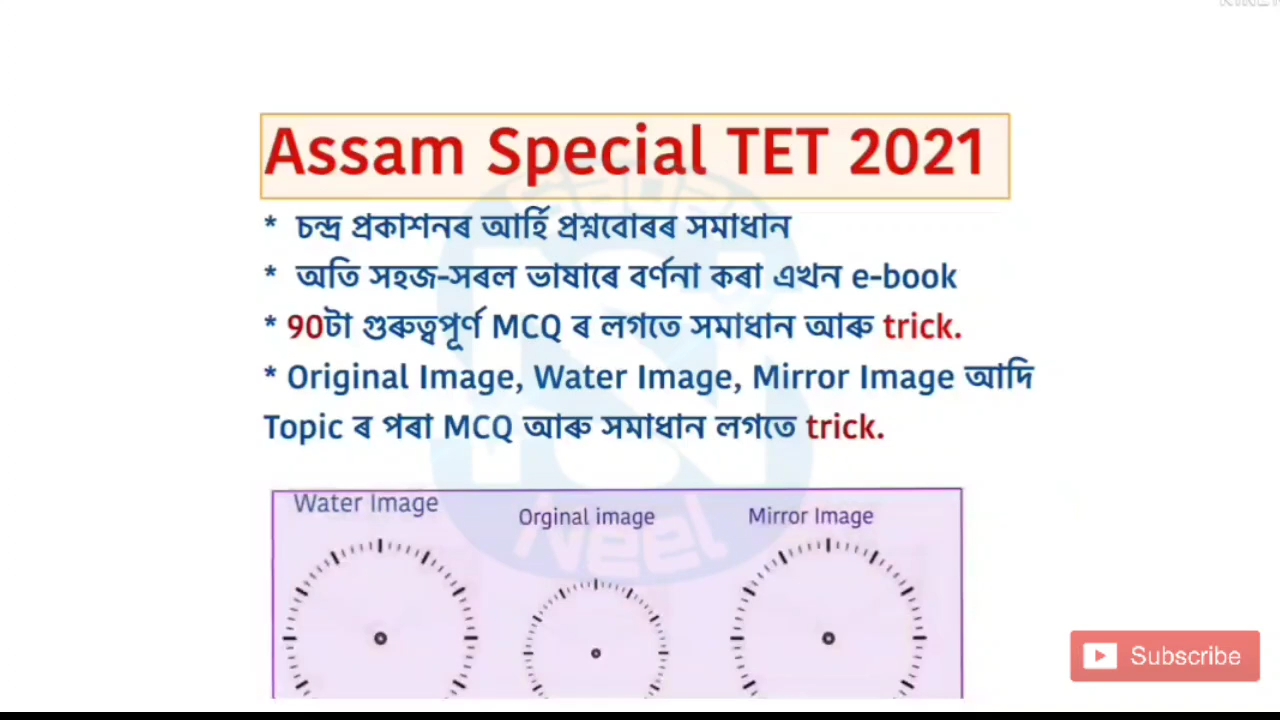 Assam Special TET 2021
* চন্দ্ৰ প্ৰকাশনৰ আৰ্হি প্ৰশ্নবোৰৰ সমাধান
* অতি সহজ-সৰল ভাষাৰে বৰ্ণনা কৰা এখন e-book
* 90টা গুৰুত্বপূৰ্ণ MCQ ৰ লগতে সমাধান আৰু trick.
* Original Image, Water Image, Mirror Image আদি
Topic ৰ পৰা MCQ আৰু সমাধান লগতে trick.
Water Image
Orginal image
Mirror Image
Neel
Subscribe